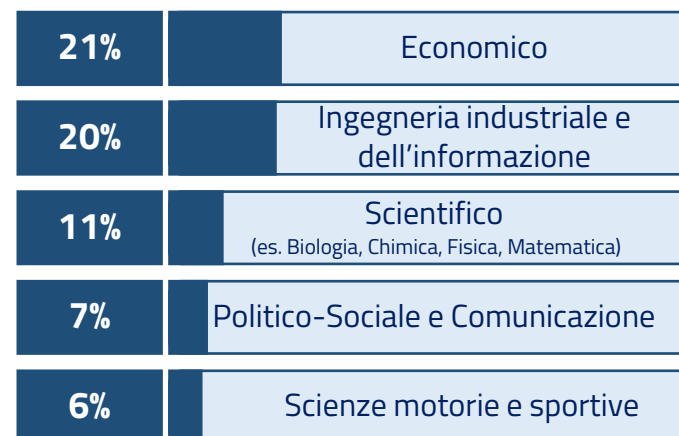 21%
Economico
20%
Ingegneria industriale e
dell’informazione
11%
Scientifico
(es. Biologia, Chimica, Fisica, Matematica)
7%
Politico-Sociale e Comunicazione
6%
Scienze motorie e sportive